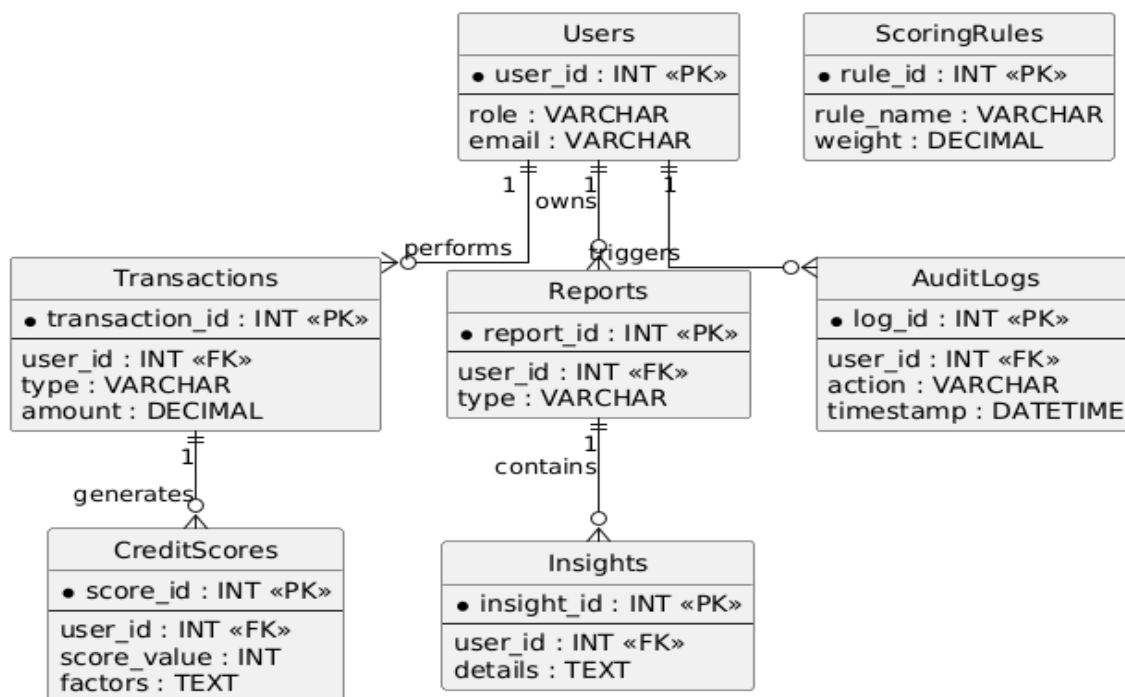 Users
user_id : INT «PK»
role : VARCHAR
email : VARCHAR
ScoringRules
rule_id : INT «PK»
rule_name : VARCHAR
weight : DECIMAL
1
1
1
owns
performs
triggers
Transactions
transaction_id : INT «PK»
user_id : INT «FK»
type : VARCHAR
amount : DECIMAL
Reports
report_id : INT «PK»
user_id : INT «FK»
type : VARCHAR
AuditLogs
log_id : INT «PK»
user_id : INT «FK»
action : VARCHAR
timestamp : DATETIME
1
generates
1
contains
CreditScores
score_id : INT «PK»
user_id : INT «FK»
score_value : INT
factors : TEXT
Insights
insight_id : INT «PK»
user_id : INT «FK»
details : TEXT